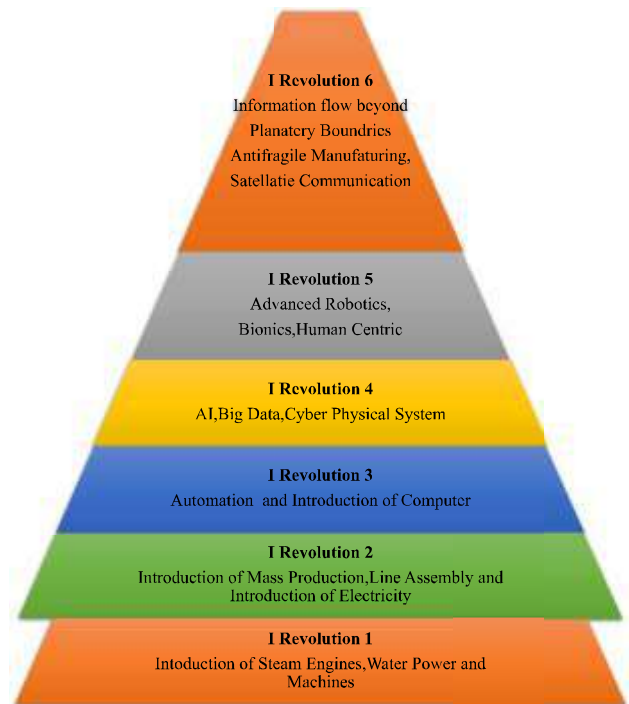 I Revolution 6
Information flow beyond
Planatery Boundries
Antifragile Manufaturing,
Satellatie Communication
I Revolution 5
Advanced Robotics,
Bionics,Human Centric
I Revolution 4
AI,Big Data,Cyber Physical System
I Revolution 3
Automation and Introduction of Computer
I Revolution 2
Introduction of Mass Production,Line Assembly and
Introduction of Electricity
I Revolution 1
Intoduction of Steam Engines,Water Power and
Machines